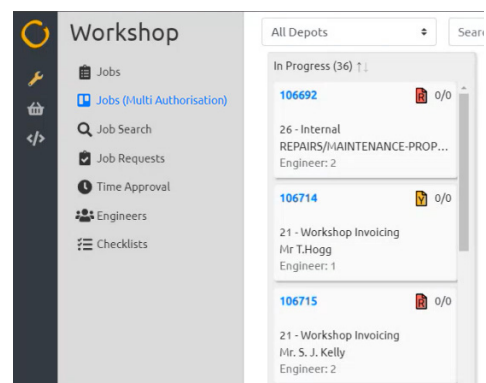 Workshop
Jobs
Jobs (Multi Authorisation)
Job Search
Job Requests
Time Approval
Engineers
Checklists
All Depots
Sear
In Progress (36)
106692 R 0/0
26 - Internal
REPAIRS/MAINTENANCE-PROP...
Engineer: 2
106714 Y 0/0
21 - Workshop Invoicing
Mr T.Hogg
Engineer: 1
106715 R 0/0
21 - Workshop Invoicing
Mr. S. J. Kelly
Engineer: 2